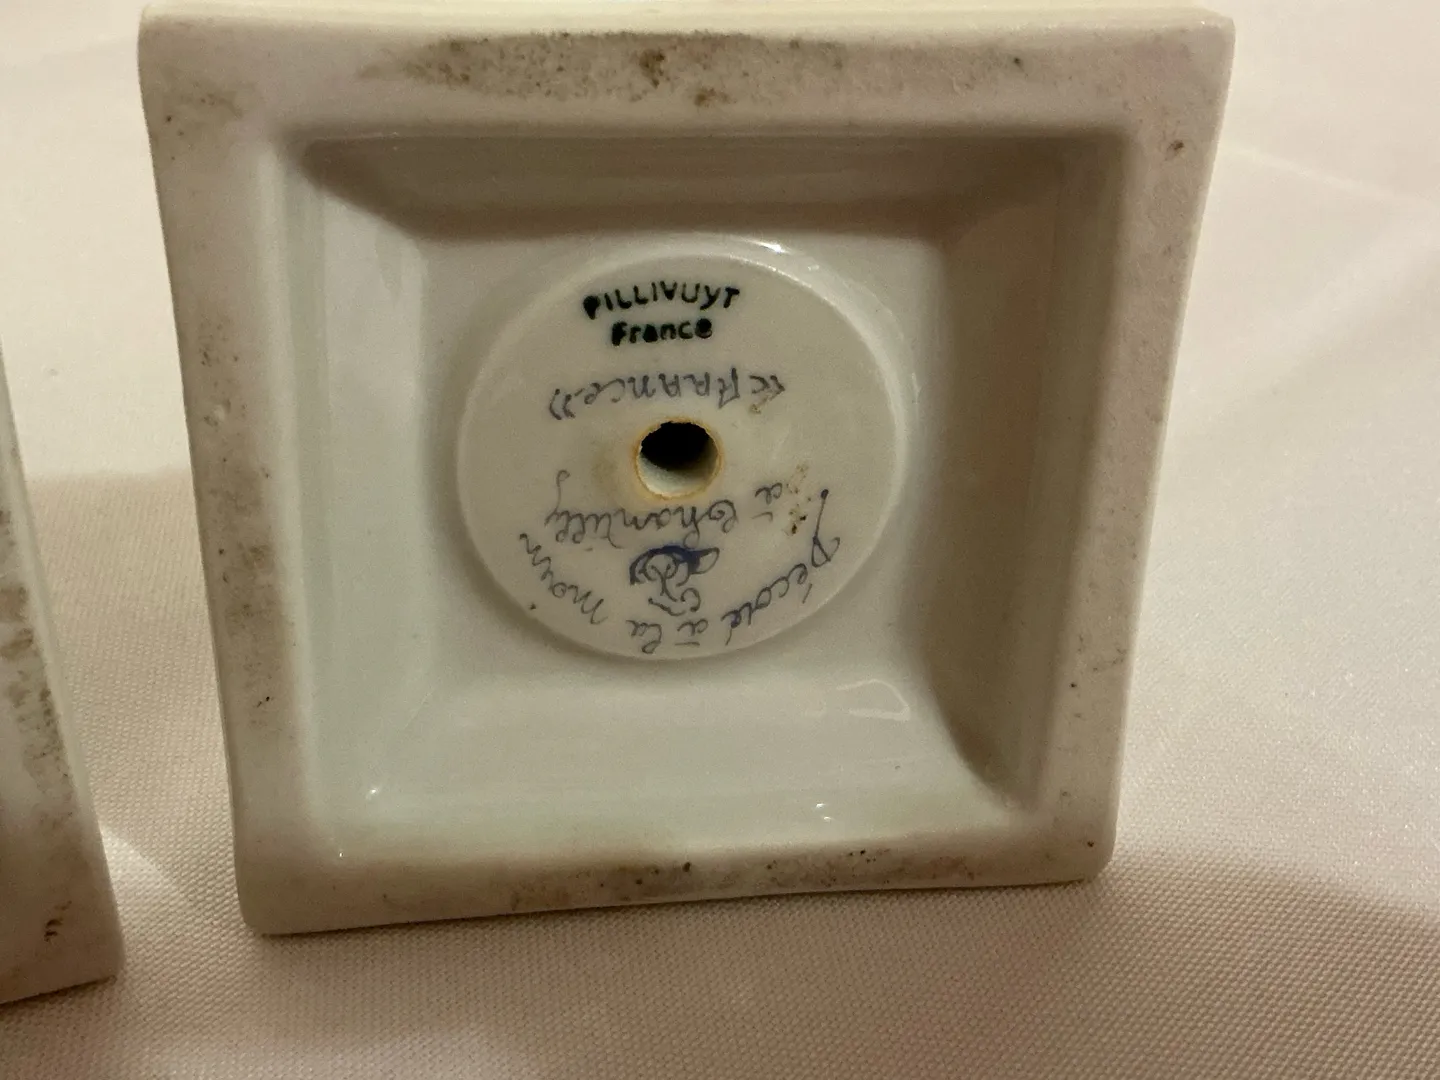 PILLIVUYT
France
Décoré à la main
à Chantilly
«FRANCe»